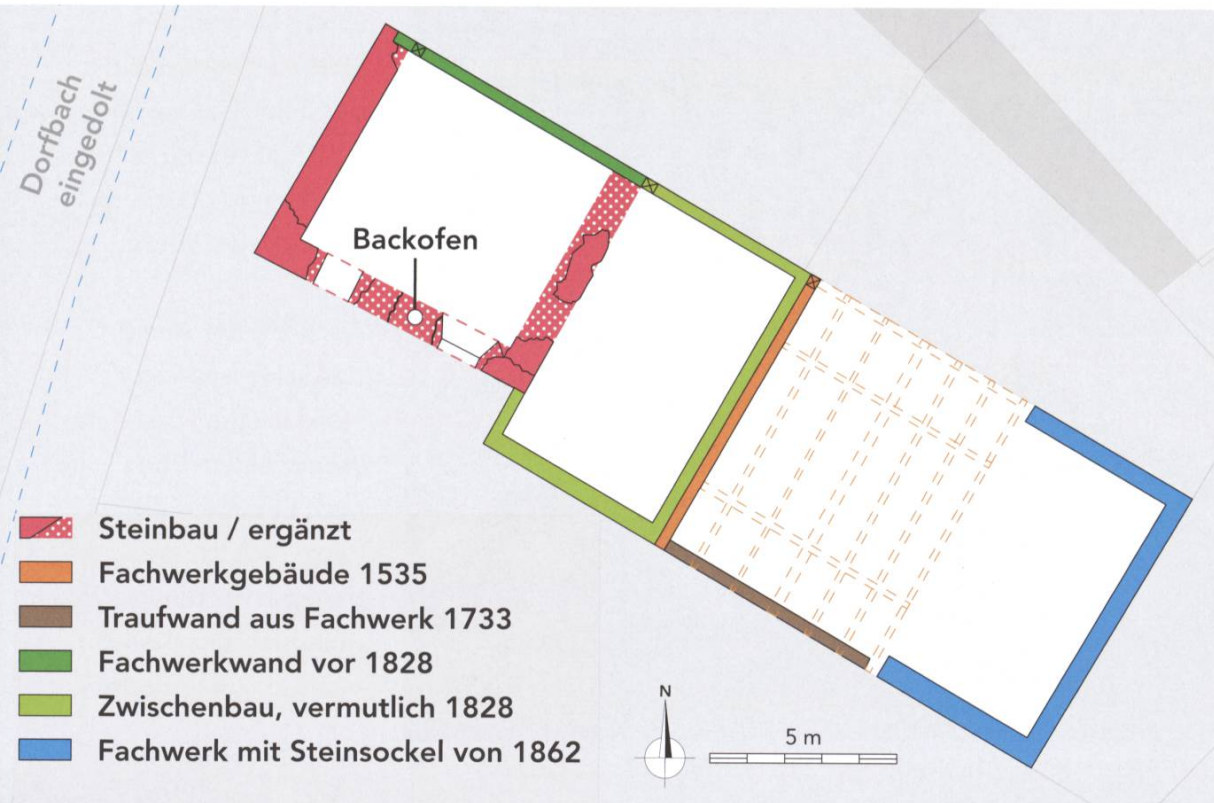 Dorfbach
eingedolt
Backofen
Steinbau / ergänzt
Fachwerkgebäude 1535
Traufwand aus Fachwerk 1733
Fachwerkwand vor 1828
Zwischenbau, vermutlich 1828
Fachwerk mit Steinsockel von 1862
N
5 m